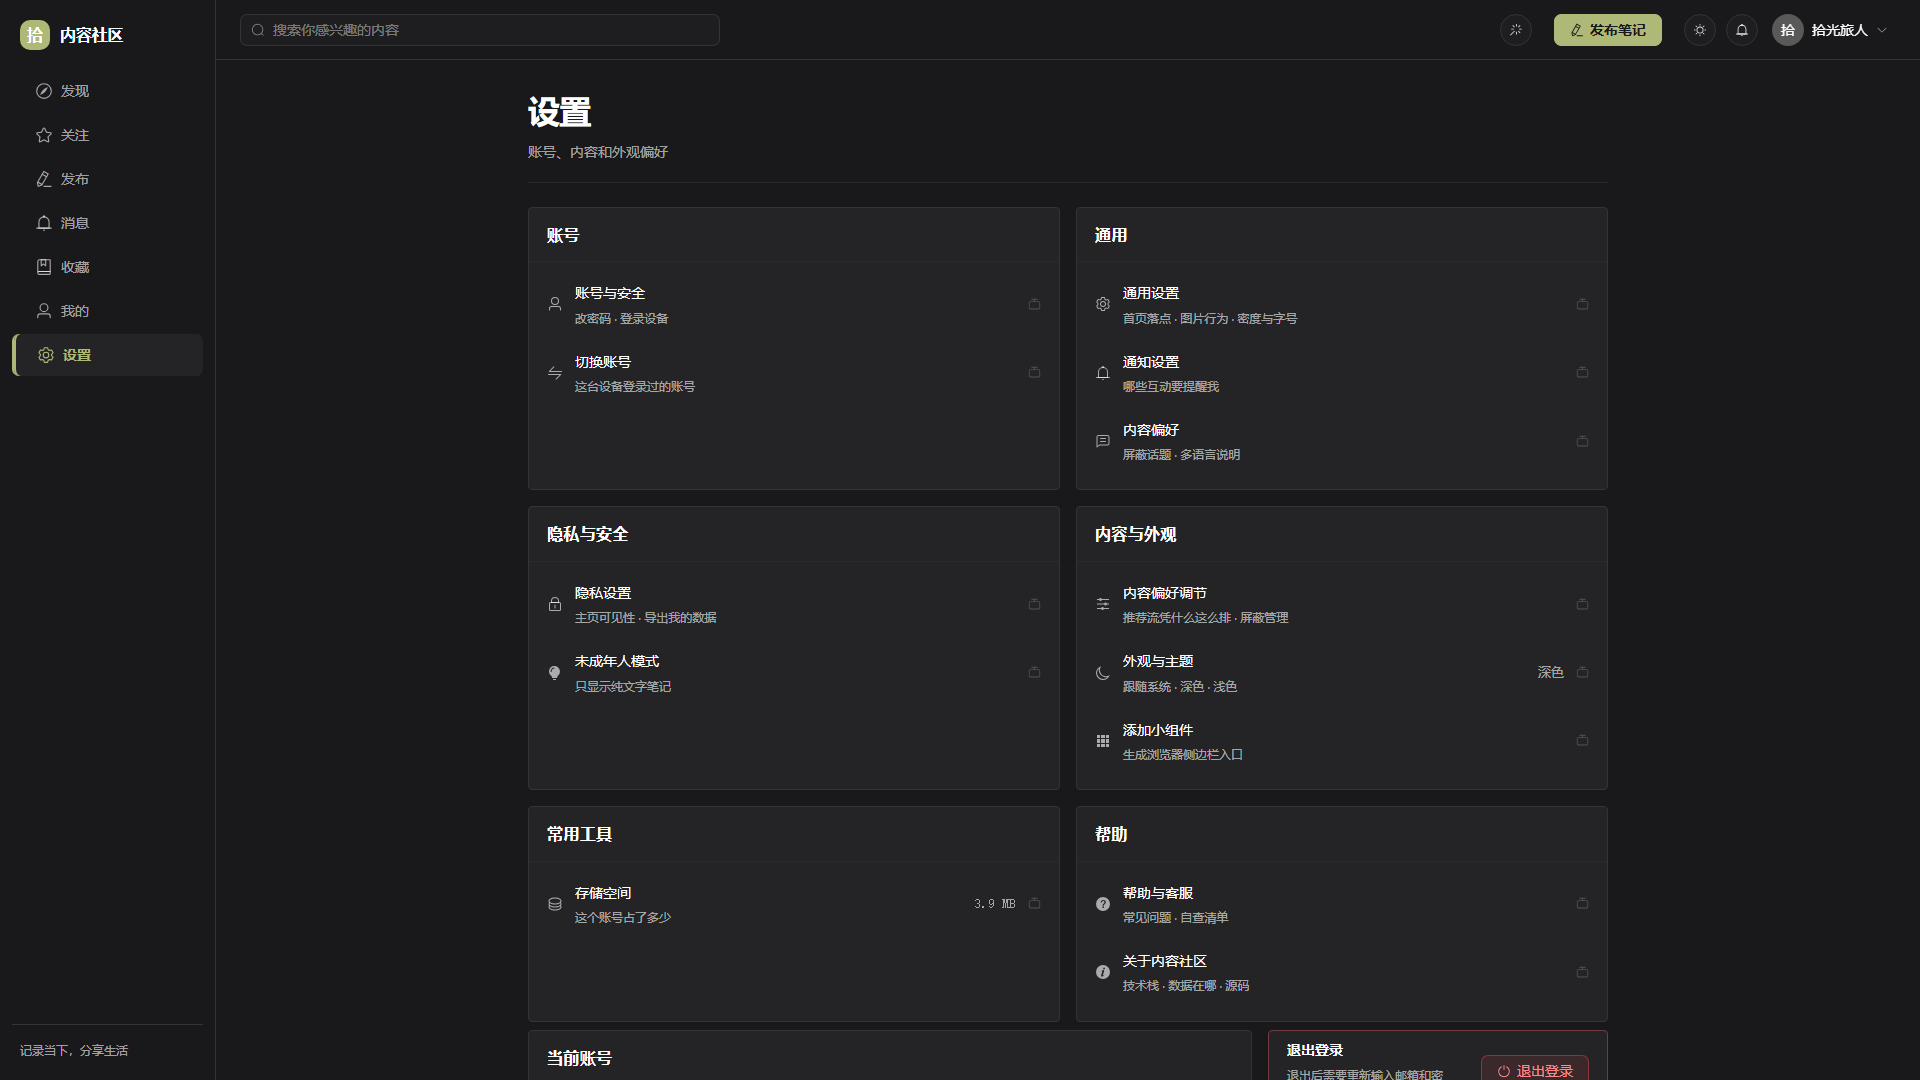 拾 内容社区
搜索你感兴趣的内容
发布笔记
拾 拾光旅人
发现
关注
发布
消息
收藏
我的
设置
记录当下，分享生活
设置
账号、内容和外观偏好
账号
账号与安全
改密码 · 登录设备
切换账号
这台设备登录过的账号
通用
通用设置
首页落点 · 图片行为 · 密度与字号
通知设置
哪些互动要提醒我
内容偏好
屏蔽话题 · 多语言说明
隐私与安全
隐私设置
主页可见性 · 导出我的数据
未成年人模式
只显示纯文字笔记
内容与外观
内容偏好调节
推荐流凭什么这么排 · 屏蔽管理
外观与主题
跟随系统 · 深色 · 浅色
深色
添加小组件
生成浏览器侧边栏入口
常用工具
存储空间
这个账号占了多少
3.9 MB
帮助
帮助与客服
常见问题 · 自查清单
关于内容社区
技术栈 · 数据在哪 · 源码
当前账号
退出登录
退出后需要重新输入邮箱和密
退出登录